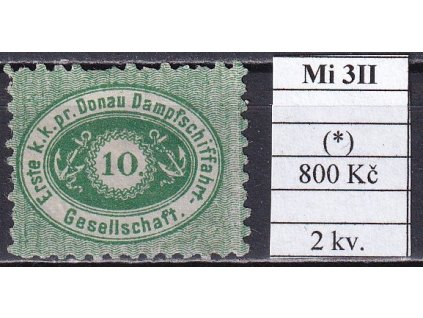 Erste k. k. pr. Donau Dampfschiffahrt-
Gesellschaft.
10.
Mi 3II
(*)
800 Kč
2 kv.